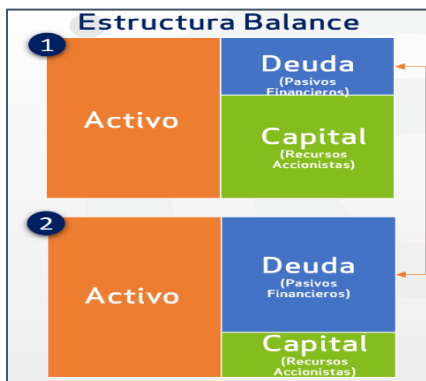 Estructura Balance
1
Activo
Deuda
(Pasivos
Financieros)
Capital
(Recursos
Accionistas)
2
Activo
Deuda
(Pasivos
Financieros)
Capital
(Recursos
Accionistas)